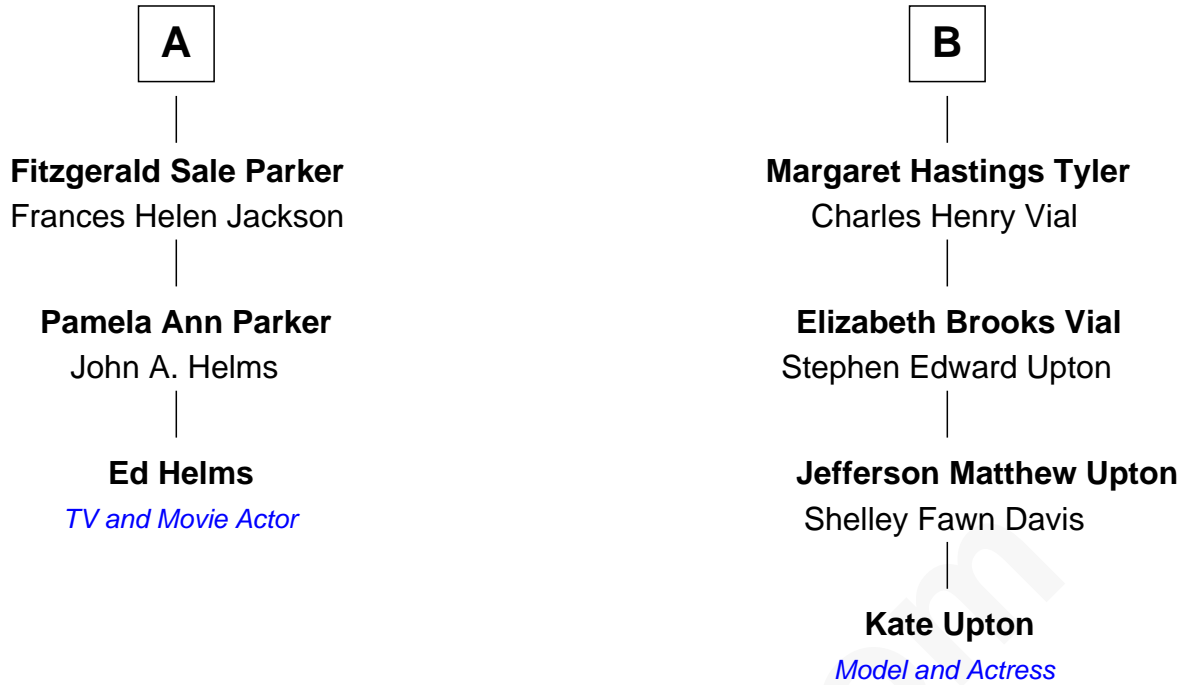 A
Fitzgerald Sale Parker
Frances Helen Jackson
Pamela Ann Parker
John A. Helms
Ed Helms
TV and Movie Actor
B
Margaret Hastings Tyler
Charles Henry Vial
Elizabeth Brooks Vial
Stephen Edward Upton
Jefferson Matthew Upton
Shelley Fawn Davis
Kate Upton
Model and Actress